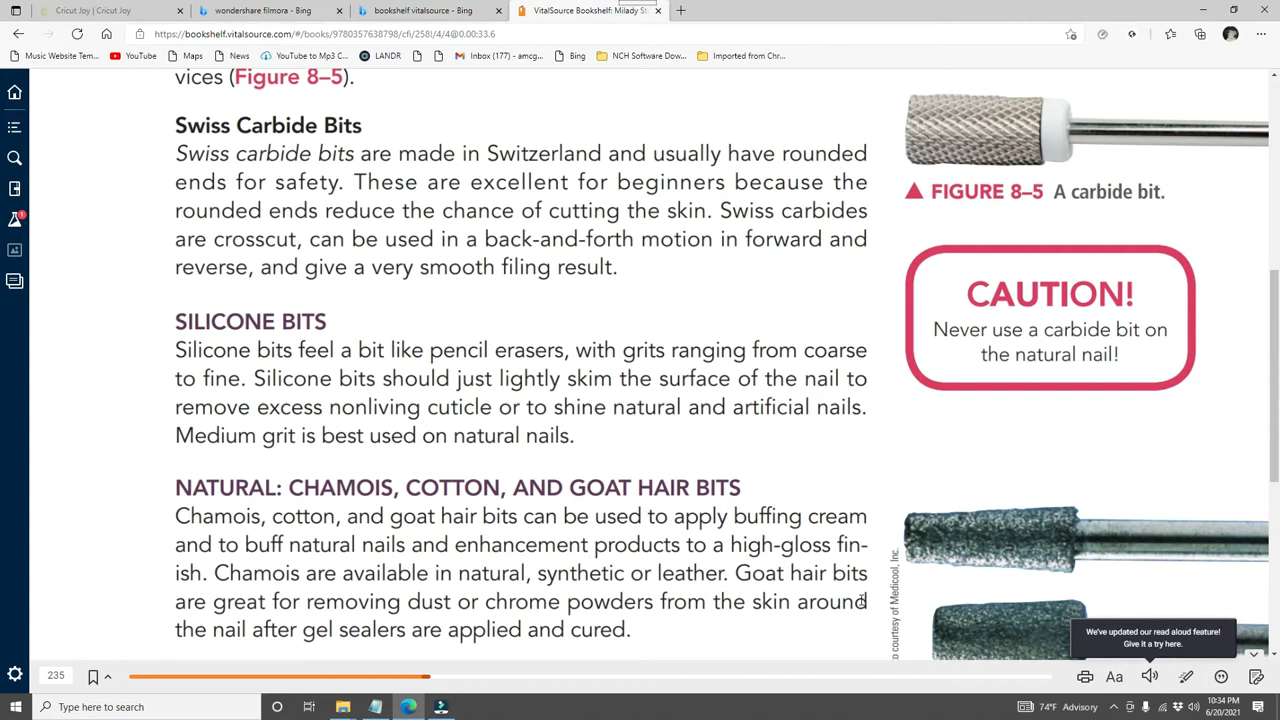 Cricut Joy | Cricut Joy
wondershare filmora - Bing
bookshelf vitalsource - Bing
VitalSource Bookshelf: Milady St
https://bookshelf.vitalsource.com/#/books/9780357638798/cfi/258!/4/4@0.00:33.6
Music Website Tem...
YouTube
Maps
News
YouTube to Mp3 C...
LANDR
Inbox (177) - amcg...
Bing
NCH Software Dow...
Imported from Chr...
vices (Figure 8–5).
Swiss Carbide Bits
Swiss carbide bits are made in Switzerland and usually have rounded
ends for safety. These are excellent for beginners because the
rounded ends reduce the chance of cutting the skin. Swiss carbides
are crosscut, can be used in a back-and-forth motion in forward and
reverse, and give a very smooth filing result.
SILICONE BITS
Silicone bits feel a bit like pencil erasers, with grits ranging from coarse
to fine. Silicone bits should just lightly skim the surface of the nail to
remove excess nonliving cuticle or to shine natural and artificial nails.
Medium grit is best used on natural nails.
NATURAL: CHAMOIS, COTTON, AND GOAT HAIR BITS
Chamois, cotton, and goat hair bits can be used to apply buffing cream
and to buff natural nails and enhancement products to a high-gloss fin-
ish. Chamois are available in natural, synthetic or leather. Goat hair bits
are great for removing dust or chrome powders from the skin around
the nail after gel sealers are applied and cured.
▲ FIGURE 8–5 A carbide bit.
CAUTION!
Never use a carbide bit on
the natural nail!
to courtesy of Medicool, Inc.
We've updated our read aloud feature!
Give it a try here.
235
Aa
Type here to search
74°F Advisory
10:34 PM
6/20/2021